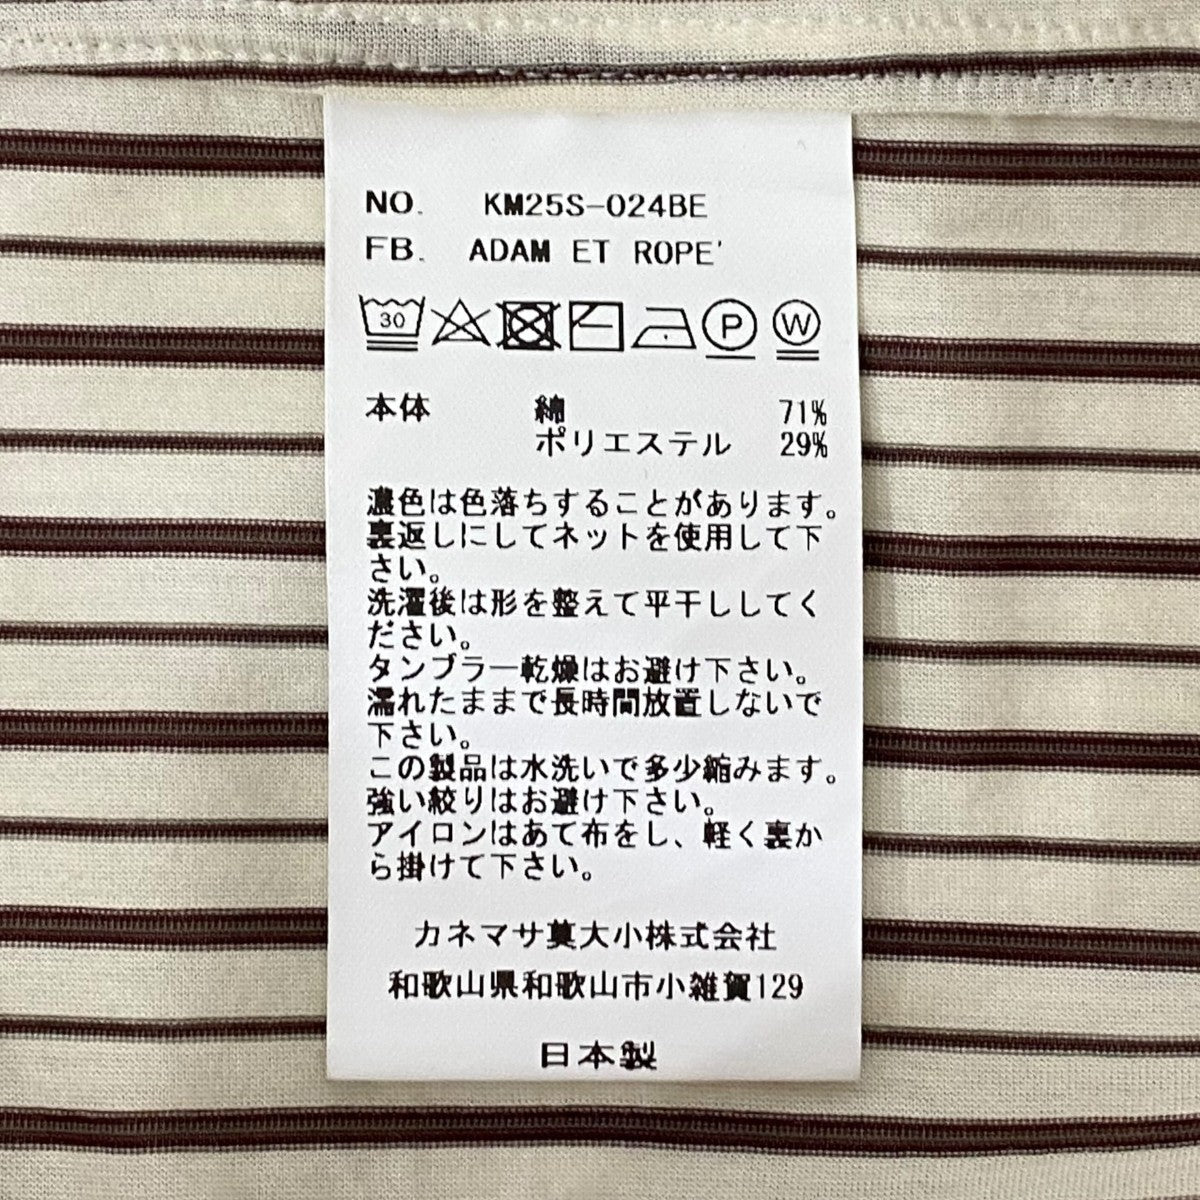 NO. KM25S-024BE
FB. ADAM ET ROPE'
30 P W
本体 綿 71%
ポリエステル 29%
濃色は色落ちすることがあります。
裏返しにしてネットを使用して下
さい。
洗濯後は形を整えて平干ししてく
ださい。
タンブラー乾燥はお避け下さい。
濡れたままで長時間放置しないで
下さい。
この製品は水洗いで多少縮みます。
強い絞りはお避け下さい。
アイロンはあて布をし、軽く裏か
ら掛けて下さい。
カネマサ莫大小株式会社
和歌山県和歌山市小雑賀129
日本製